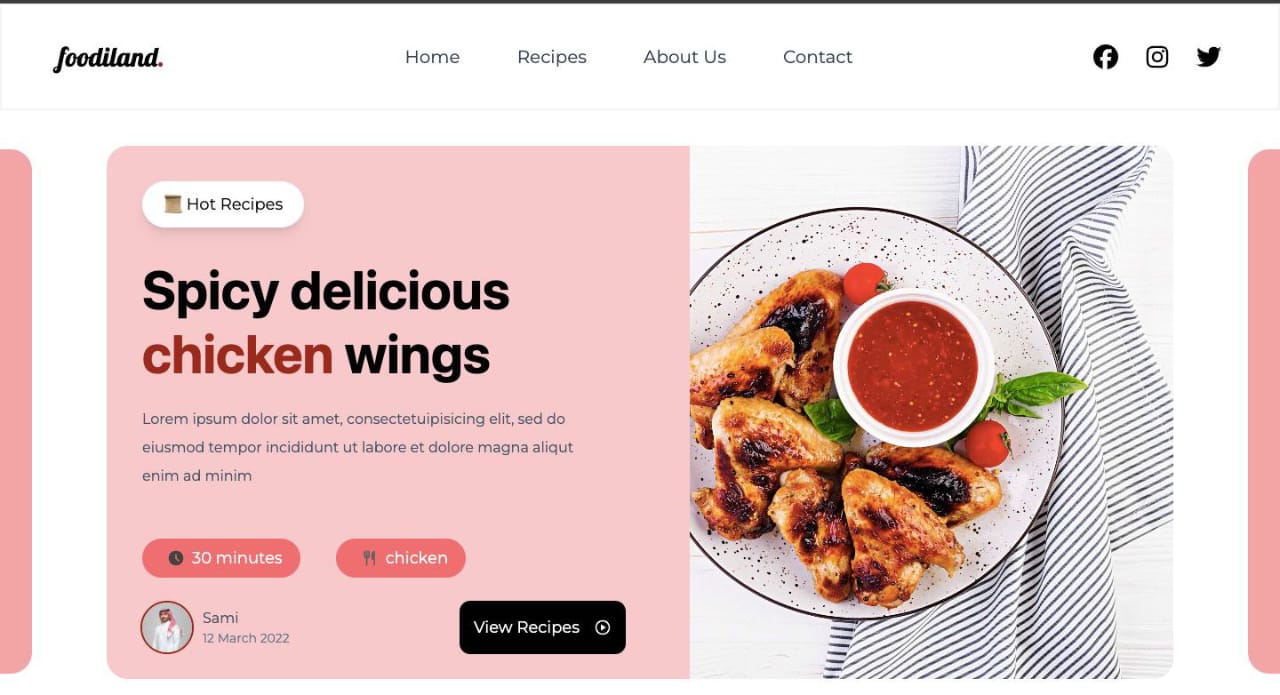 foodiland.
Home Recipes About Us Contact
Hot Recipes
Spicy delicious
chicken wings
Lorem ipsum dolor sit amet, consectetuipisicing elit, sed do
eiusmod tempor incididunt ut labore et dolore magna aliqut
enim ad minim
30 minutes chicken
Sami
12 March 2022
View Recipes